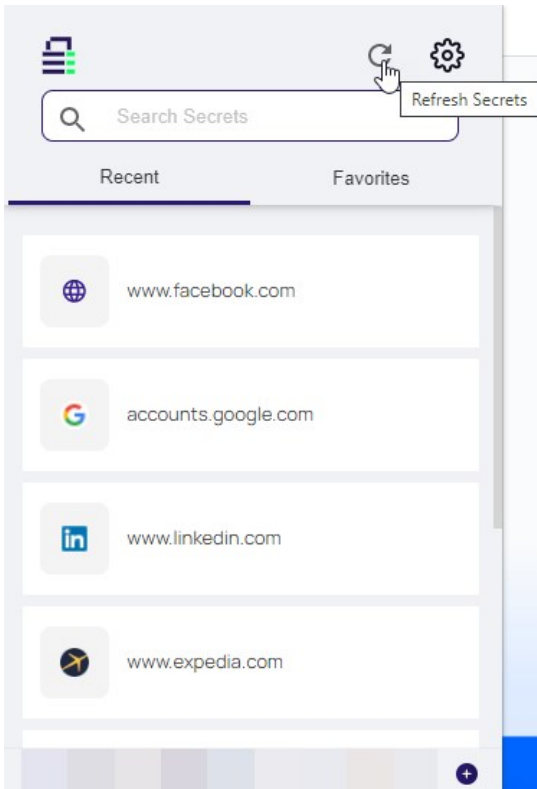 Refresh Secrets
Search Secrets
Recent
Favorites
www.facebook.com
accounts.google.com
www.linkedin.com
www.expedia.com